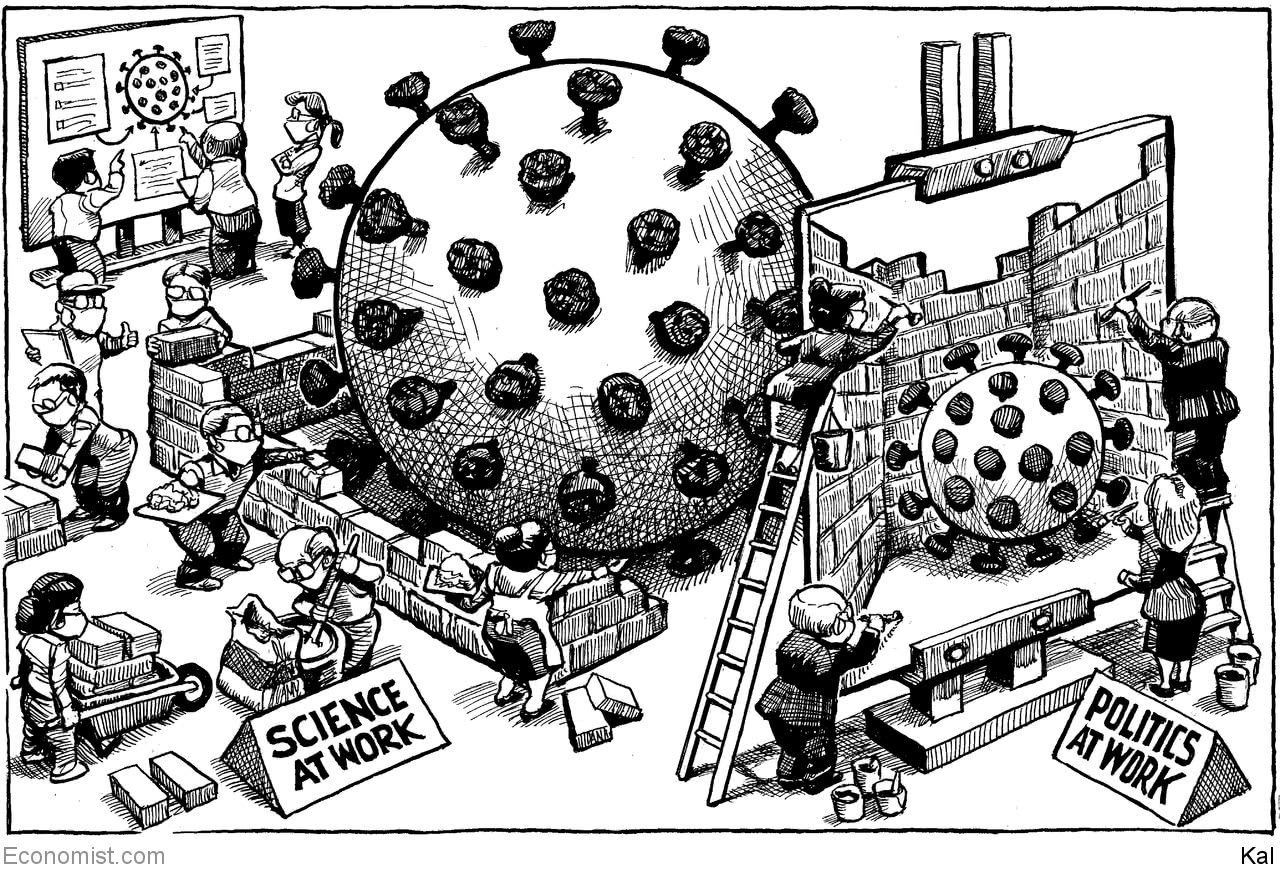 SCIENCE
AT WORK
POLITICS
AT WORK
Economist.com
Kal